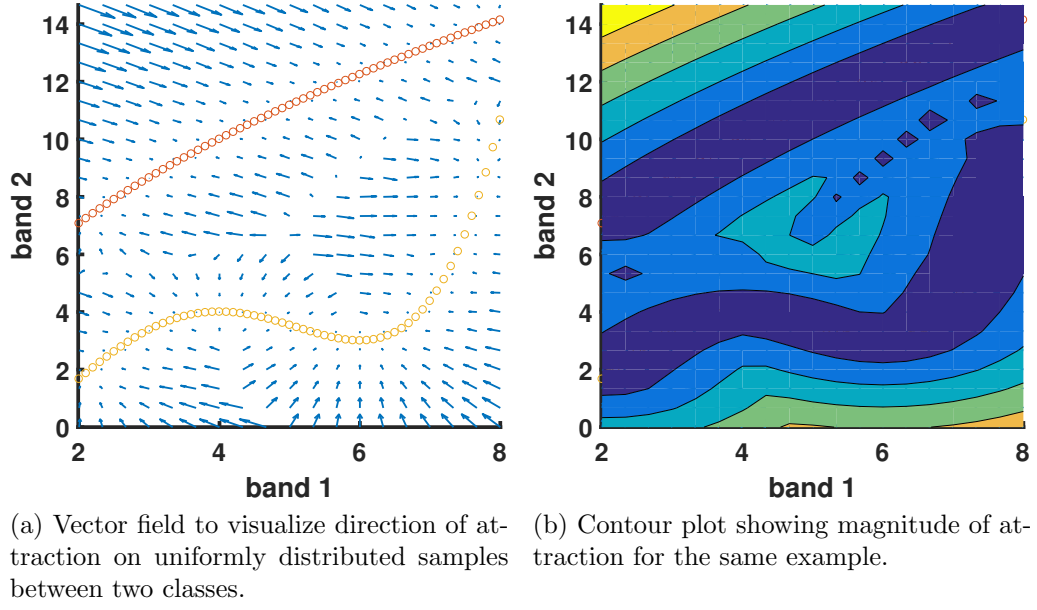 14
12
10
8
6
4
2
0
2
4
6
8
band 2
band 1
14
12
10
8
6
4
2
0
2
4
6
8
band 2
band 1
(a) Vector field to visualize direction of at-
traction on uniformly distributed samples
between two classes.
(b) Contour plot showing magnitude of at-
traction for the same example.